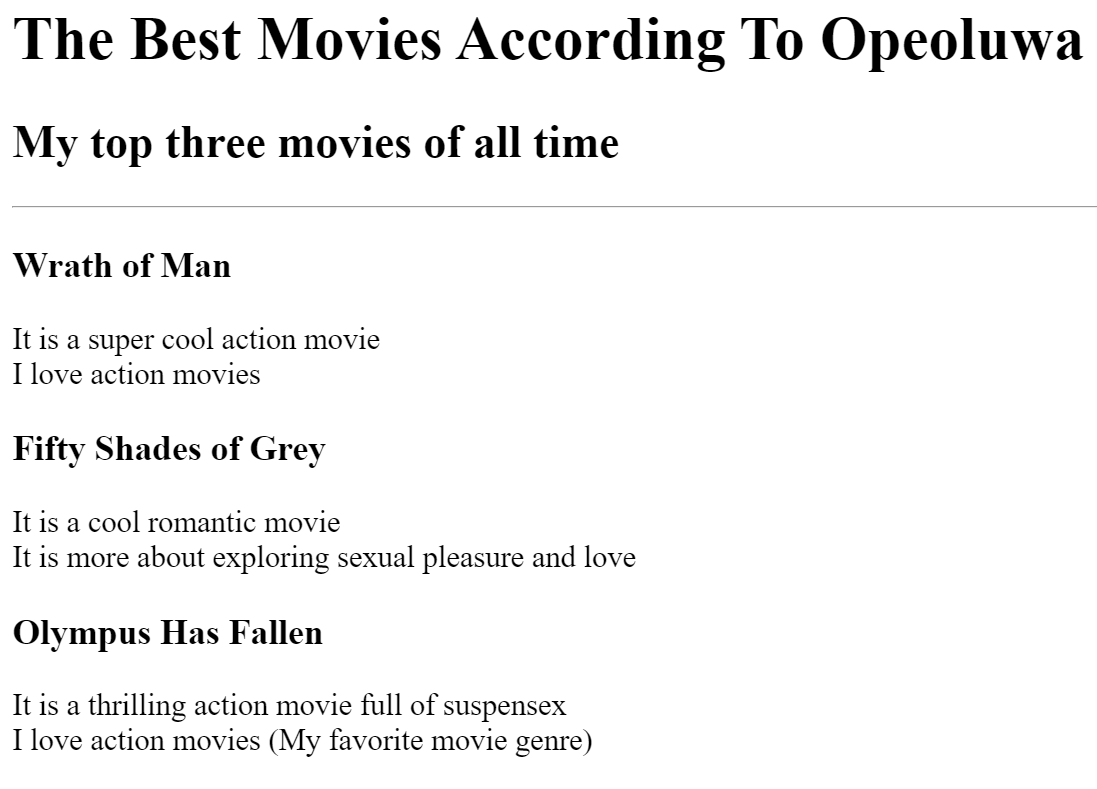 The Best Movies According To Opeoluwa
My top three movies of all time
Wrath of Man
It is a super cool action movie
I love action movies
Fifty Shades of Grey
It is a cool romantic movie
It is more about exploring sexual pleasure and love
Olympus Has Fallen
It is a thrilling action movie full of suspensex
I love action movies (My favorite movie genre)